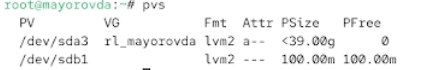 root@mayorovda:~# pvs
PV VG Fmt Attr PSize PFree
/dev/sda3 rl_mayorovda lvm2 a-- <39.00g 0
/dev/sdb1 lvm2 --- 100.00m 100.00m